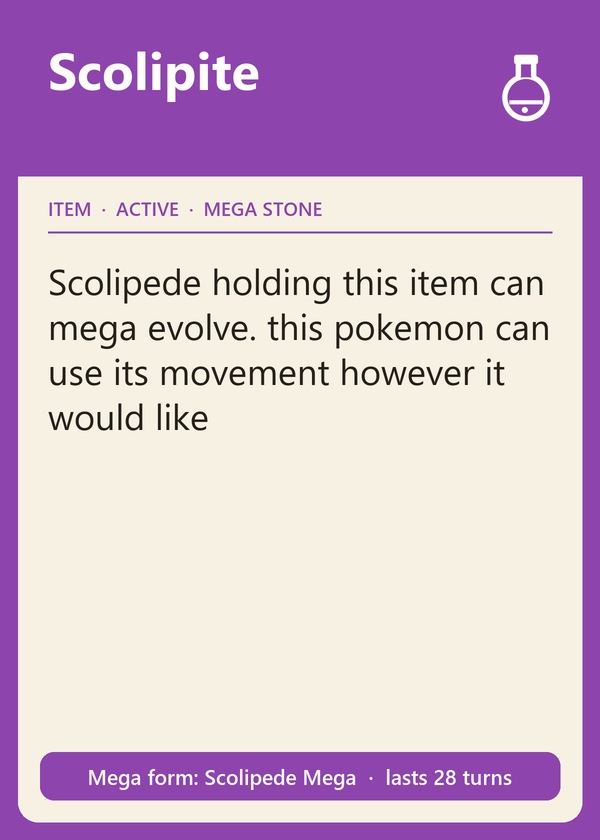 Scolipite
ITEM · ACTIVE · MEGA STONE
Scolipede holding this item can
mega evolve. this pokemon can
use its movement however it
would like
Mega form: Scolipede Mega · lasts 28 turns